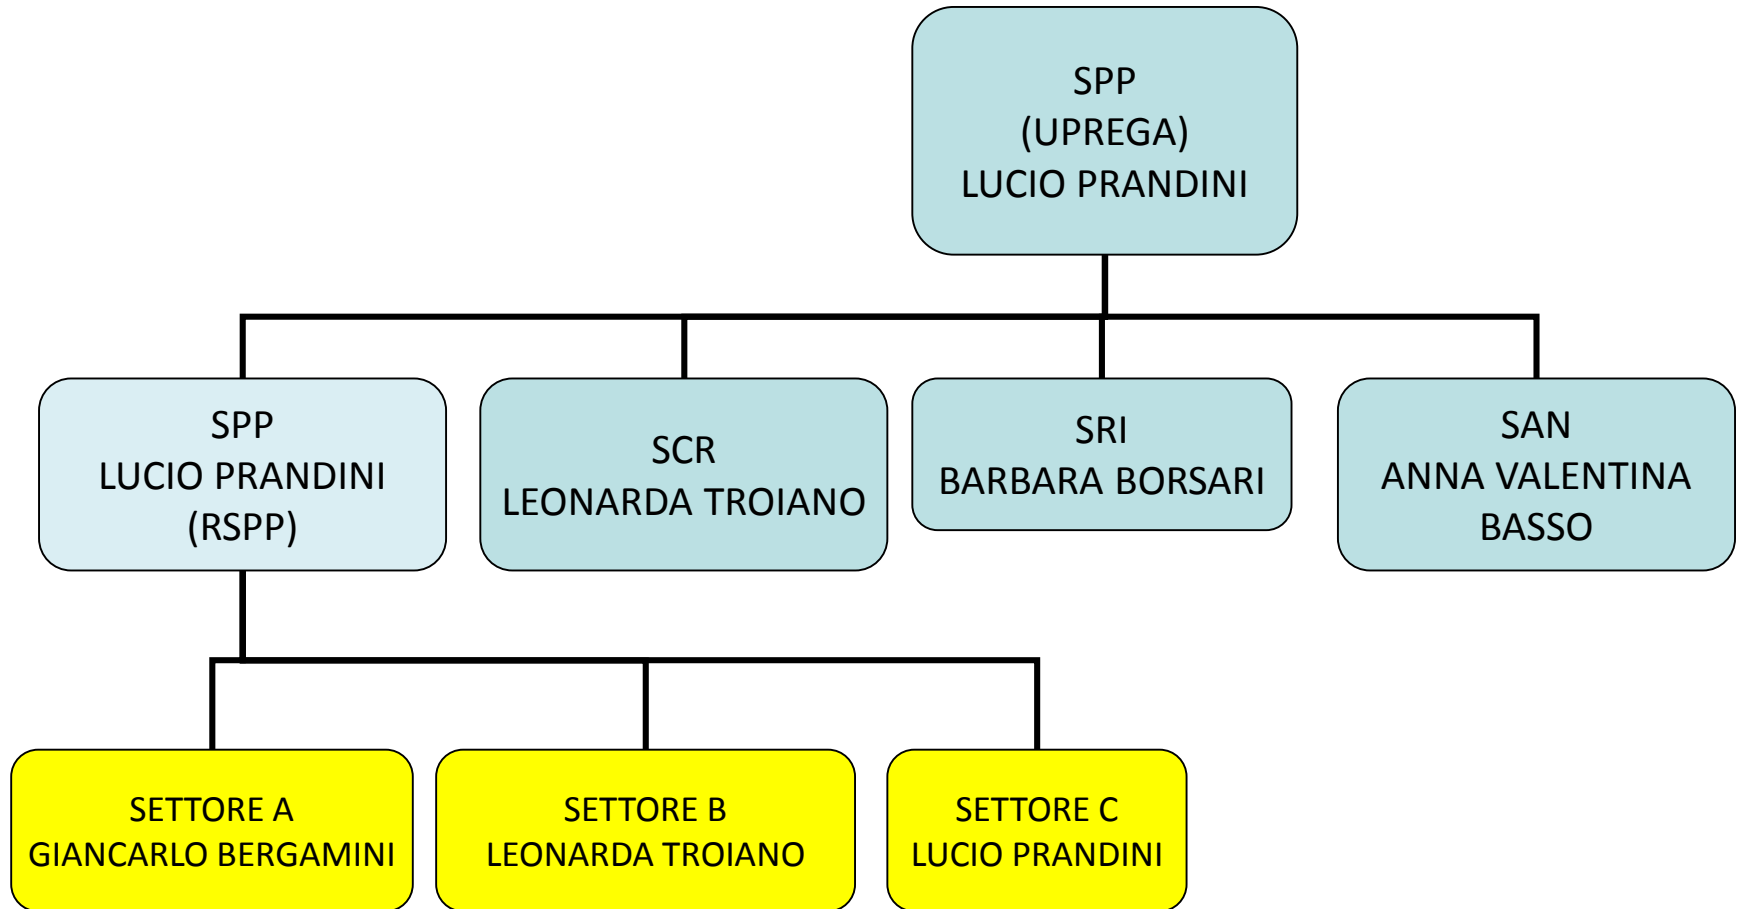 SPP
(UPREGA)
LUCIO PRANDINI
SPP
LUCIO PRANDINI
(RSPP)
SCR
LEONARDA TROIANO
SRI
BARBARA BORSARI
SAN
ANNA VALENTINA
BASSO
SETTORE A
GIANCARLO BERGAMINI
SETTORE B
LEONARDA TROIANO
SETTORE C
LUCIO PRANDINI